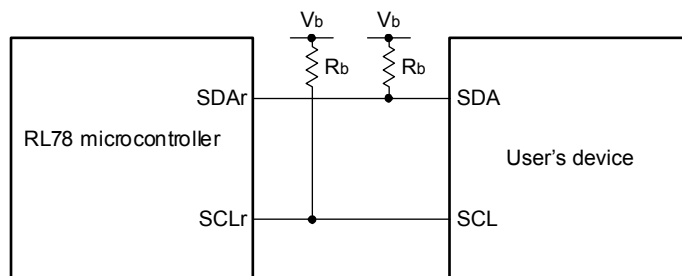 Vb Vb
Rb Rb
SDAr SDA
RL78 microcontroller
User's device
SCLr SCL